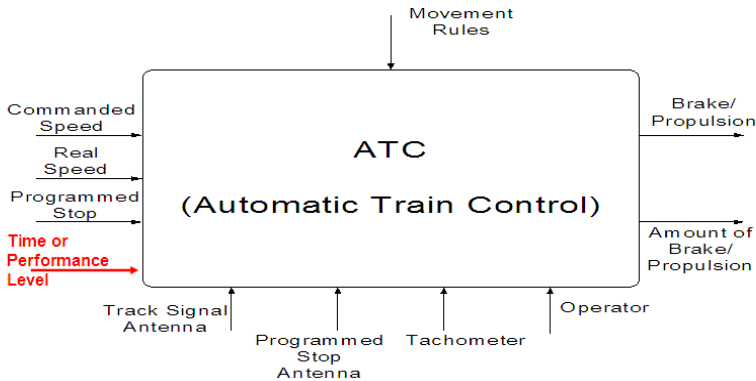 Movement
Rules
Commanded
Speed
Real
Speed
Programmed
Stop
Time or
Performance
Level
ATC
(Automatic Train Control)
Brake/
Propulsion
Amount of
Brake/
Propulsion
Track Signal
Antenna
Programmed
Stop
Antenna
Tachometer
Operator